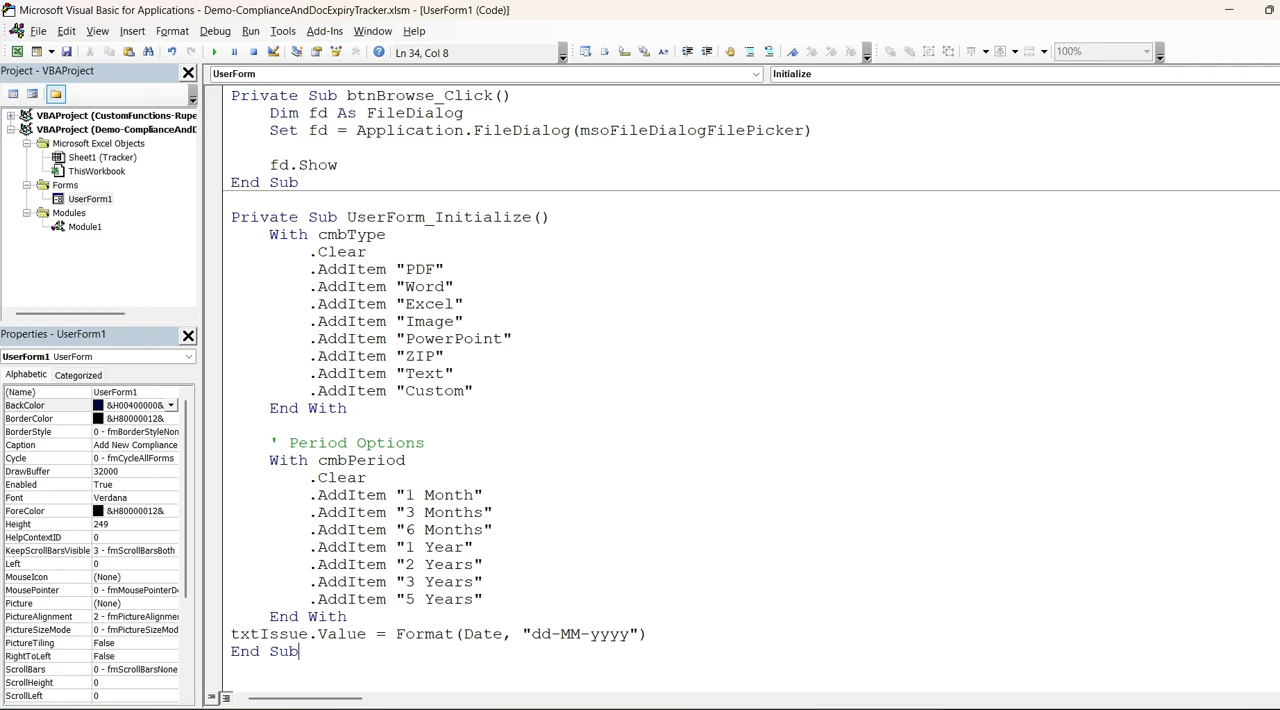 Microsoft Visual Basic for Applications - Demo-ComplianceAndDocExpiryTracker.xlsm - [UserForm1 (Code)]
File Edit View Insert Format Debug Run Tools Add-Ins Window Help
Ln 34, Col 8
100%
Project - VBAProject
VBAProject (CustomFunctions-Rupe
VBAProject (Demo-ComplianceAndD
Microsoft Excel Objects
Sheet1 (Tracker)
ThisWorkbook
Forms
UserForm1
Modules
Module1
Properties - UserForm1
UserForm1 UserForm
Alphabetic Categorized
(Name) UserForm1
BackColor &H00400000&
BorderColor &H80000012&
BorderStyle 0 - fmBorderStyleNon
Caption Add New Compliance
Cycle 0 - fmCycleAllForms
DrawBuffer 32000
Enabled True
Font Verdana
ForeColor &H80000012&
Height 249
HelpContextID 0
KeepScrollBarsVisible 3 - fmScrollBarsBoth
Left 0
MouseIcon (None)
MousePointer 0 - fmMousePointerDe
Picture (None)
PictureAlignment 2 - fmPictureAlignmen
PictureSizeMode 0 - fmPictureSizeMod
PictureTiling False
RightToLeft False
ScrollBars 0 - fmScrollBarsNone
ScrollHeight 0
ScrollLeft 0
UserForm
Initialize
Private Sub btnBrowse_Click()
Dim fd As FileDialog
Set fd = Application.FileDialog(msoFileDialogFilePicker)
fd.Show
End Sub
Private Sub UserForm_Initialize()
With cmbType
.Clear
.AddItem "PDF"
.AddItem "Word"
.AddItem "Excel"
.AddItem "Image"
.AddItem "PowerPoint"
.AddItem "ZIP"
.AddItem "Text"
.AddItem "Custom"
End With
' Period Options
With cmbPeriod
.Clear
.AddItem "1 Month"
.AddItem "3 Months"
.AddItem "6 Months"
.AddItem "1 Year"
.AddItem "2 Years"
.AddItem "3 Years"
.AddItem "5 Years"
End With
txtIssue.Value = Format(Date, "dd-MM-yyyy")
End Sub